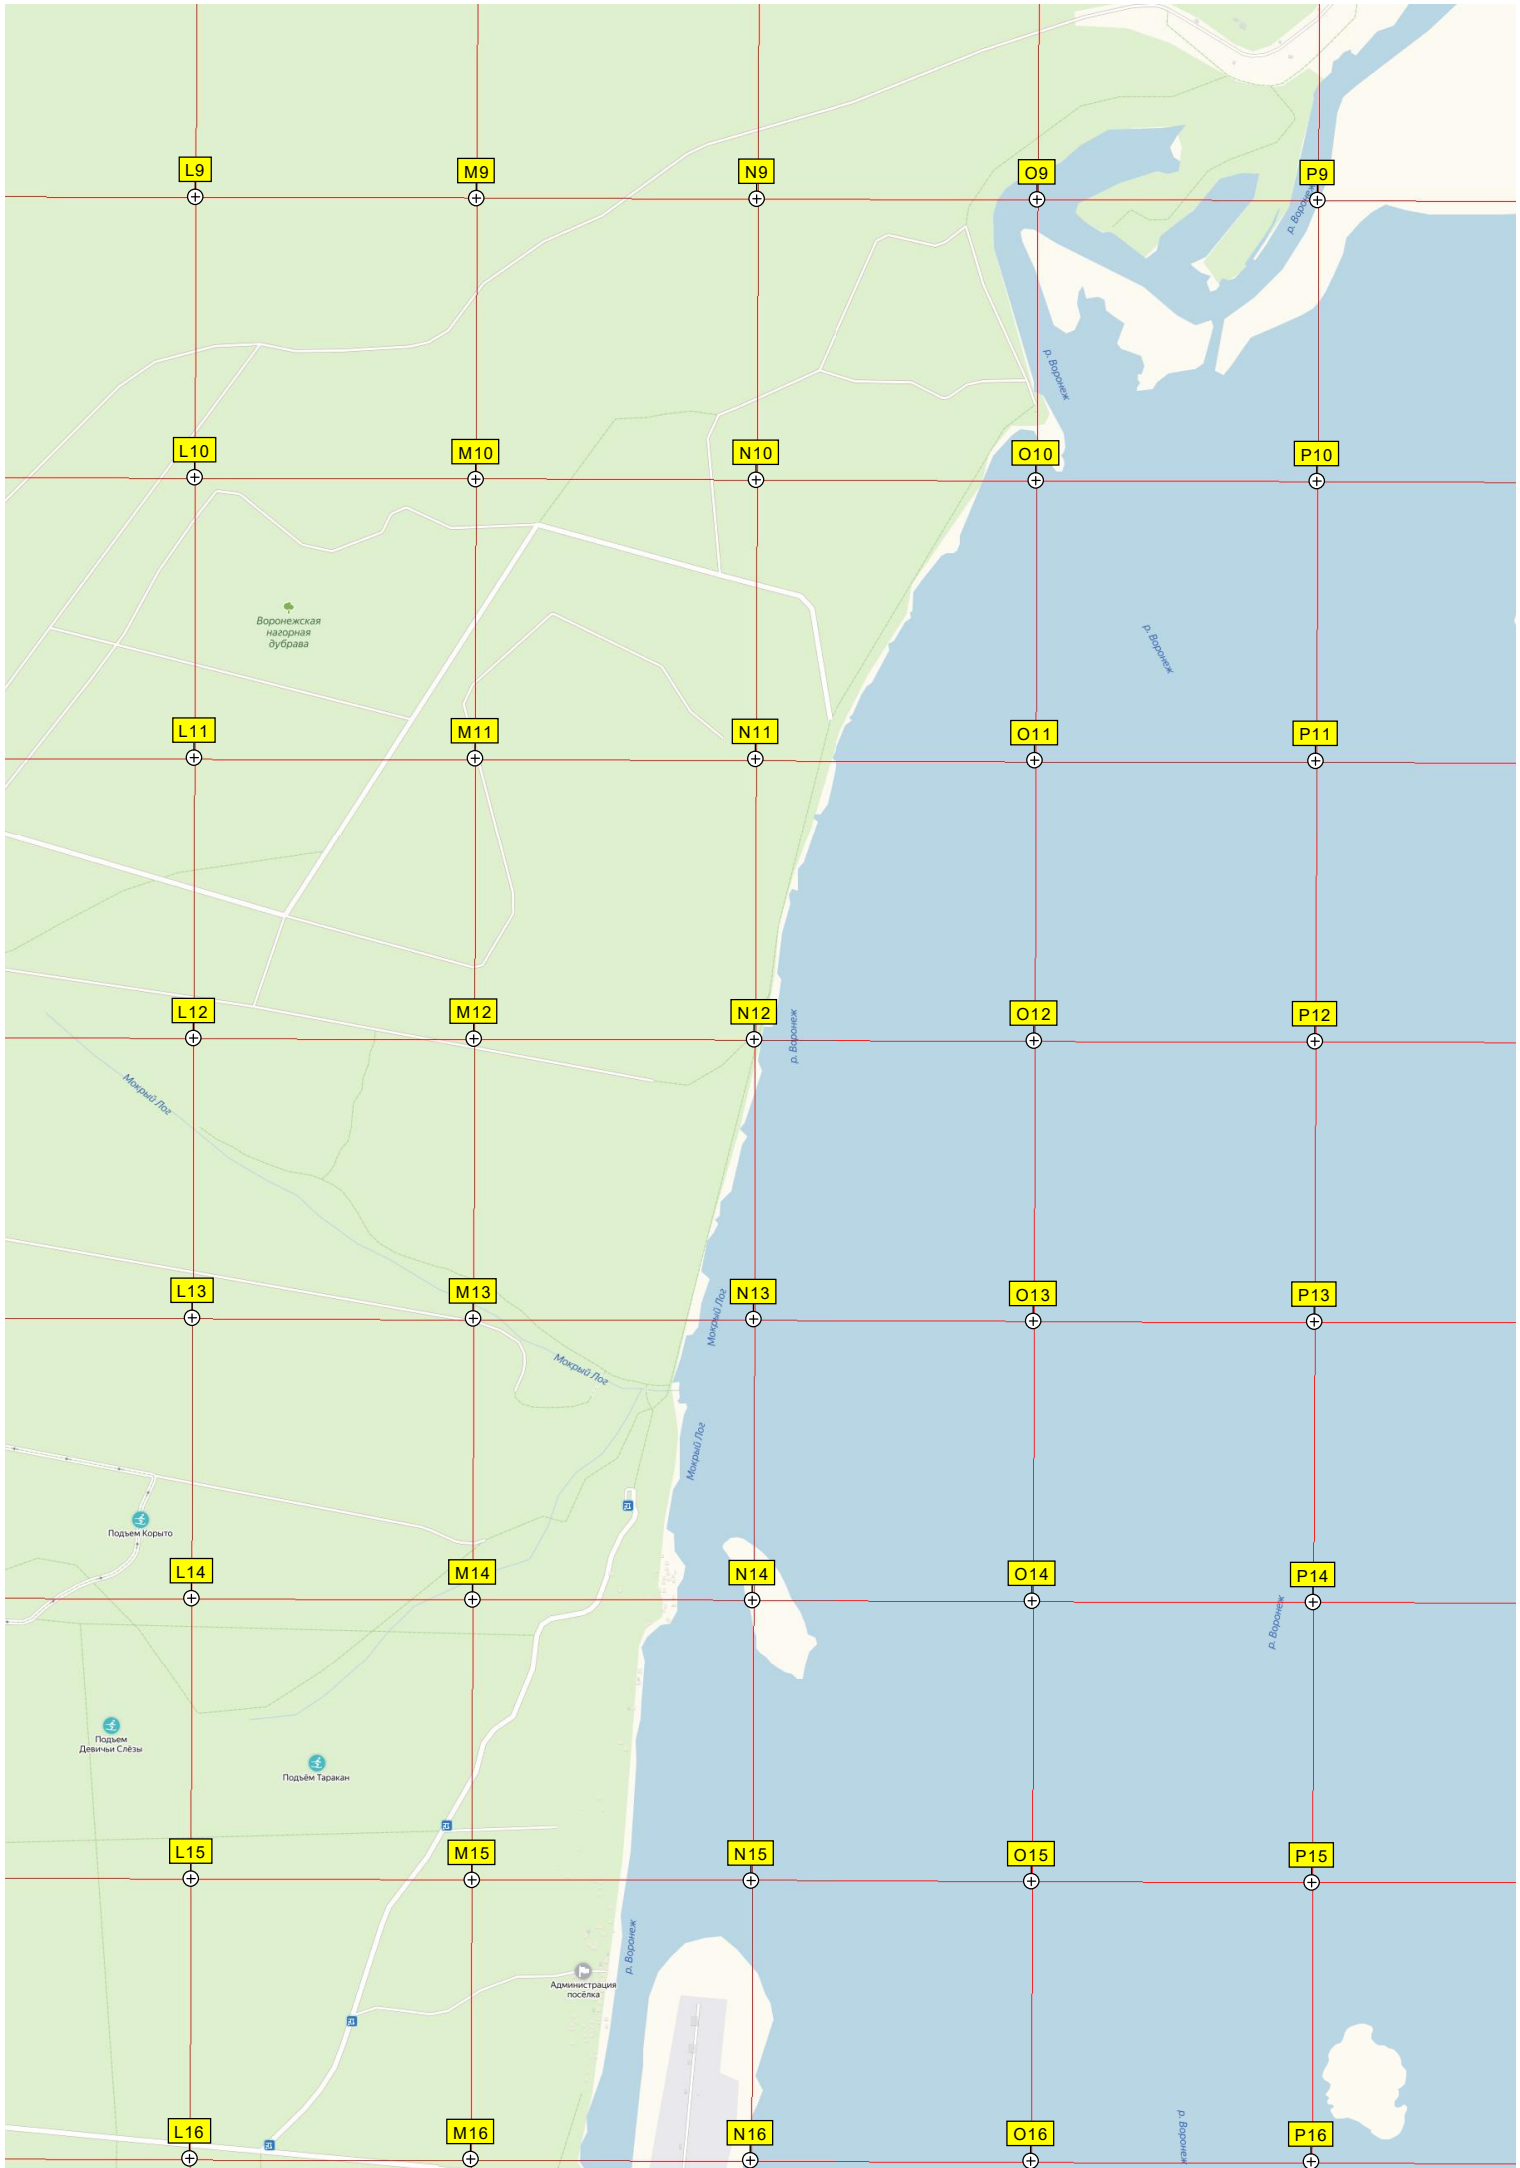 L9
M9
N9
O9
P9
р. Воронеж
р. Воронеж
L10
M10
N10
O10
P10
Воронежская
нагорная
дубрава
р. Воронеж
L11
M11
N11
O11
P11
L12
M12
N12
O12
P12
р. Воронеж
Мокрый Лог
L13
M13
N13
O13
P13
Мокрый Лог
Мокрый Лог
Мокрый Лог
Подъем Корыто
L14
M14
N14
O14
P14
р. Воронеж
Подъем
Девичьи Слёзы
Подъём Таракан
L15
M15
N15
O15
P15
р. Воронеж
Администрация
посёлка
L16
M16
N16
O16
P16
р. Воронеж